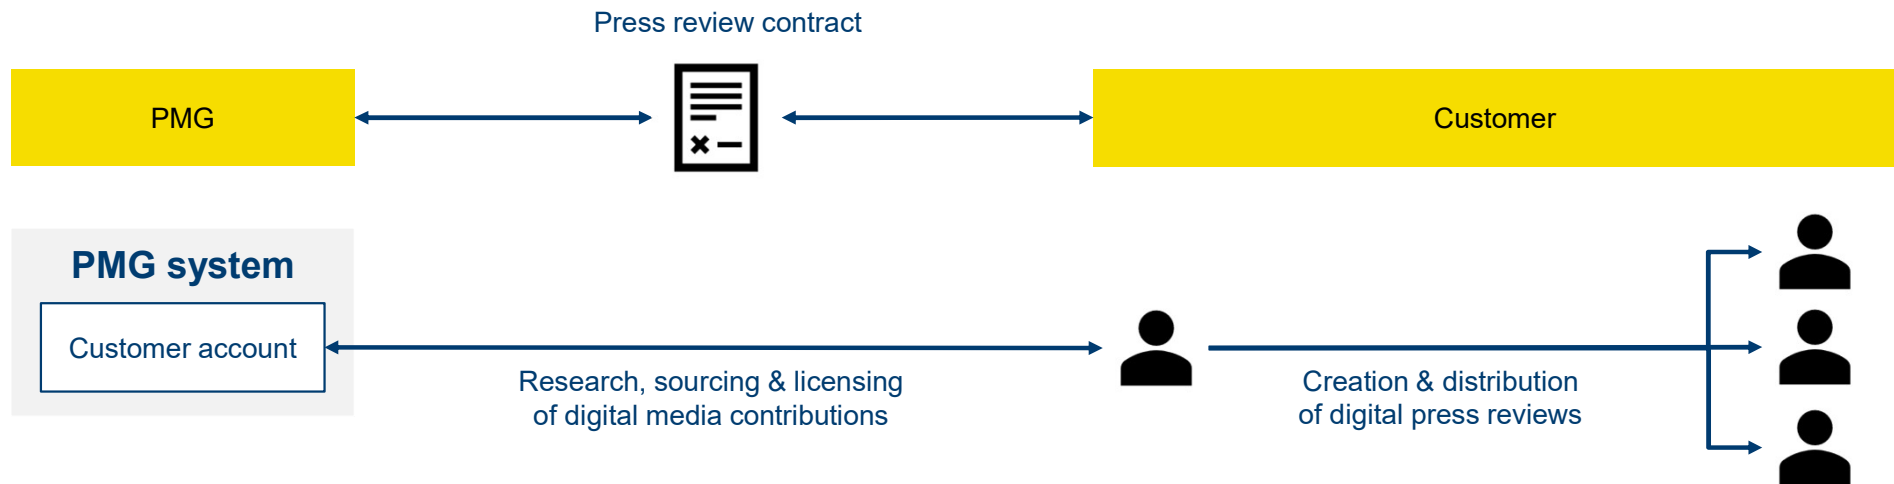 Press review contract
PMG
Customer
PMG system
Customer account
Research, sourcing & licensing
of digital media contributions
Creation & distribution
of digital press reviews